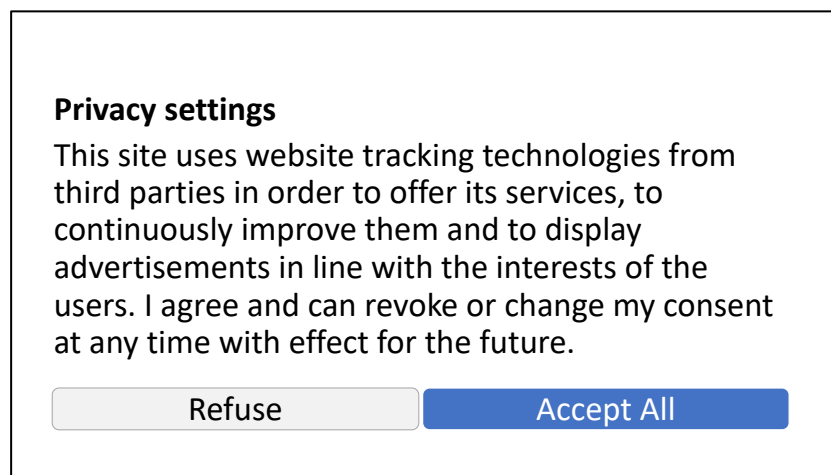 Privacy settings
This site uses website tracking technologies from
third parties in order to offer its services, to
continuously improve them and to display
advertisements in line with the interests of the
users. I agree and can revoke or change my consent
at any time with effect for the future.
Refuse
Accept All